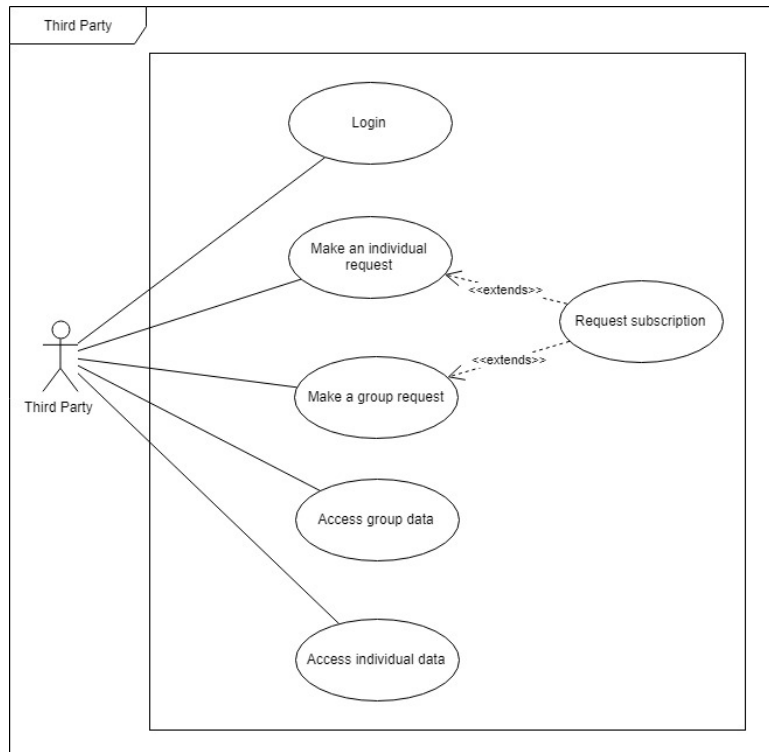 Third Party
Login
Make an individual
request
<<extends>>
Request subscription
<<extends>>
Make a group request
Third Party
Access group data
Access individual data